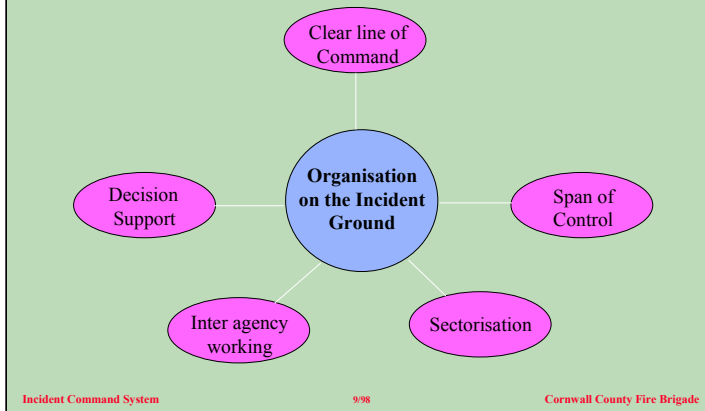 Clear line of
Command
Organisation
on the Incident
Ground
Decision
Support
Span of
Control
Inter agency
working
Sectorisation
Incident Command System 9/98 Cornwall County Fire Brigade